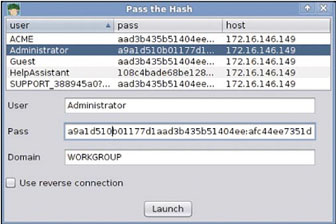 Pass the Hash
user pass host
ACME aad3b435b51404ee... 172.16.146.149
Administrator a9a1d510b01177d1... 172.16.146.149
Guest aad3b435b51404ee... 172.16.146.149
HelpAssistant 108c4bade68be128... 172.16.146.149
SUPPORT_388945a0?... aad3b435b51404ee... 172.16.146.149
User Administrator
Pass a9a1d510b01177d1aad3b435b51404ee:afc44ee7351d
Domain WORKGROUP
Use reverse connection
Launch